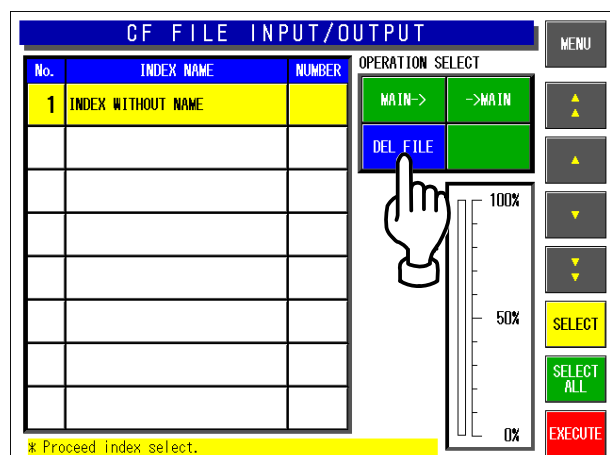 CF FILE INPUT/OUTPUT
MENU
No. INDEX NAME NUMBER
1 INDEX WITHOUT NAME
OPERATION SELECT
MAIN-> ->MAIN
DEL FILE
100%
50%
0%
SELECT
SELECT
ALL
EXECUTE
* Proceed index select.